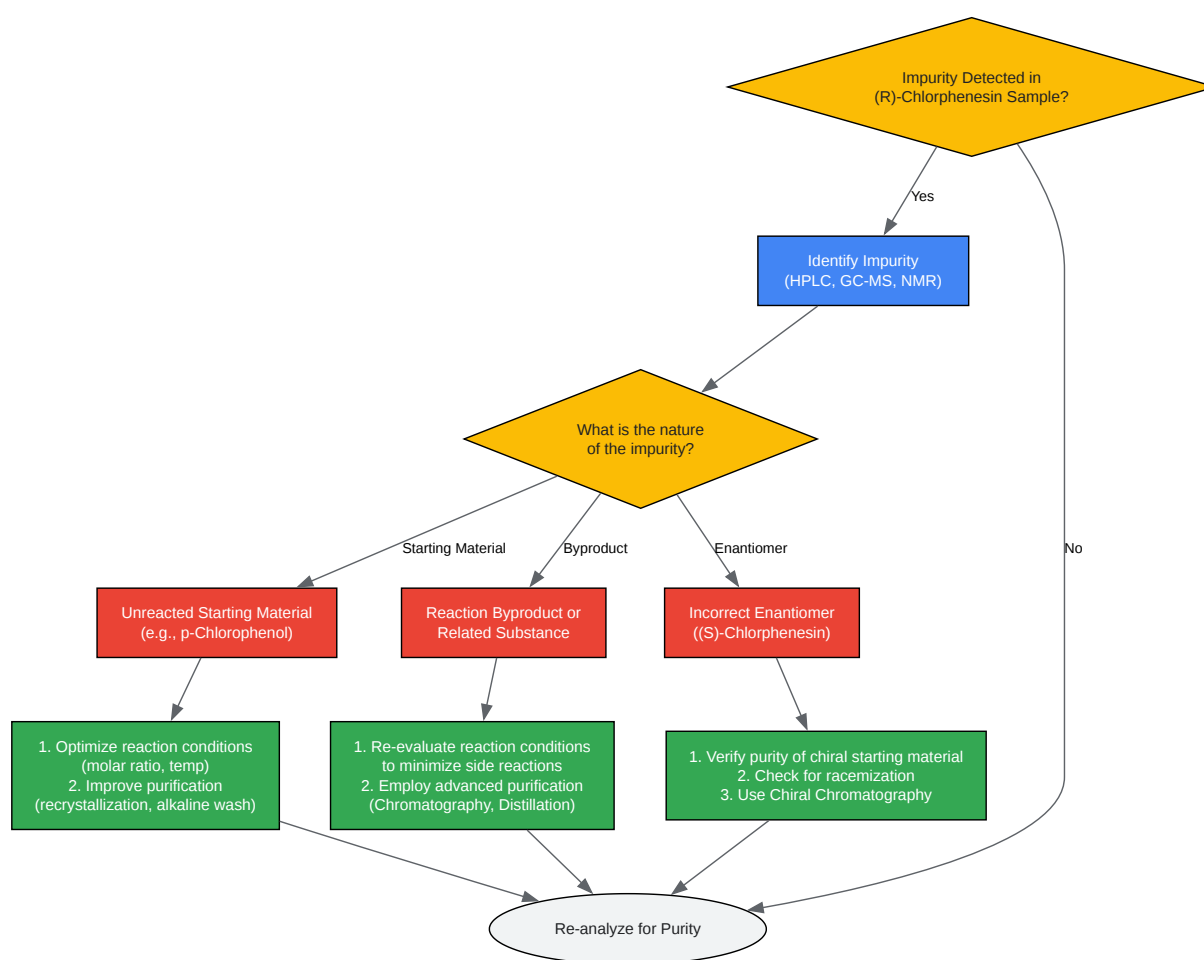 Impurity Detected in
(R)-Chlorphenesin Sample?
Yes
Identify Impurity
(HPLC, GC-MS, NMR)
What is the nature
of the impurity?
Starting Material
Byproduct
Enantiomer
No
Unreacted Starting Material
(e.g., p-Chlorophenol)
Reaction Byproduct or
Related Substance
Incorrect Enantiomer
((S)-Chlorphenesin)
1. Optimize reaction conditions
(molar ratio, temp)
2. Improve purification
(recrystallization, alkaline wash)
1. Re-evaluate reaction conditions
to minimize side reactions
2. Employ advanced purification
(Chromatography, Distillation)
1. Verify purity of chiral starting material
2. Check for racemization
3. Use Chiral Chromatography
Re-analyze for Purity